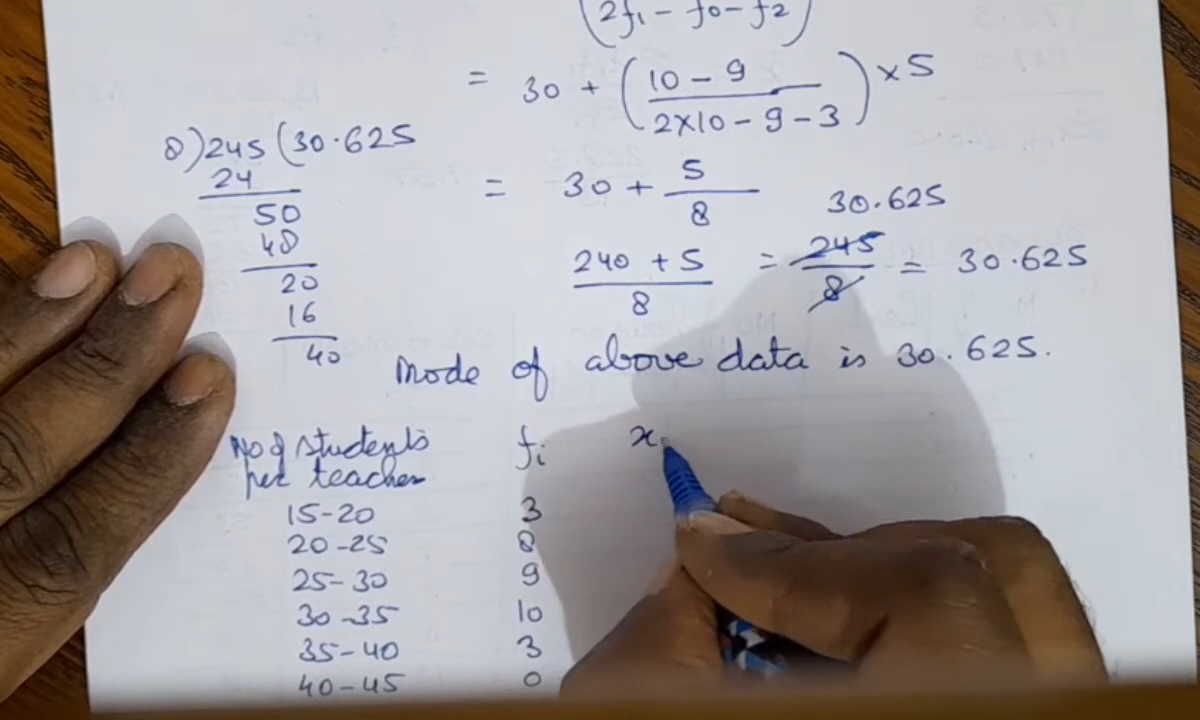 (2f₁ - f₀ - f₂)
= 30 + (10 - 9 / 2×10 - 9 - 3) × 5
8)245(30.625
24
50
48
20
16
40
= 30 + 5/8
30.625
240 + 5 / 8 = 245/8 = 30.625
Mode of above data is 30.625.
No of students fi x
per teacher
15-20 3
20-25 8
25-30 9
30-35 10
35-40 3
40-45 0